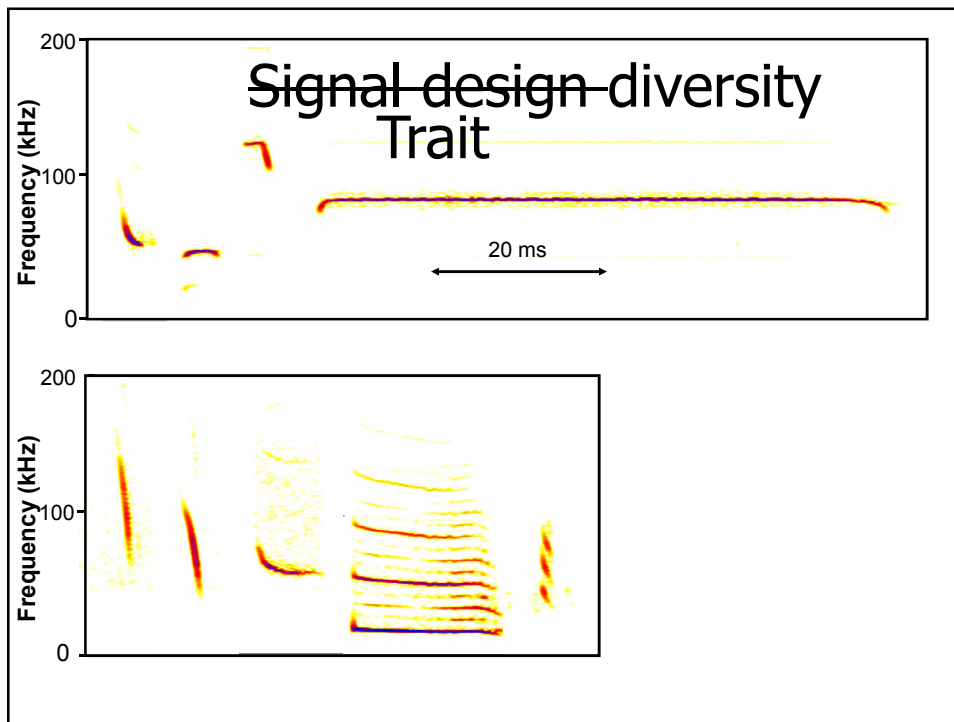 200
Signal design diversity
Trait
Frequency (kHz)
100
20 ms
0
200
Frequency (kHz)
100
0